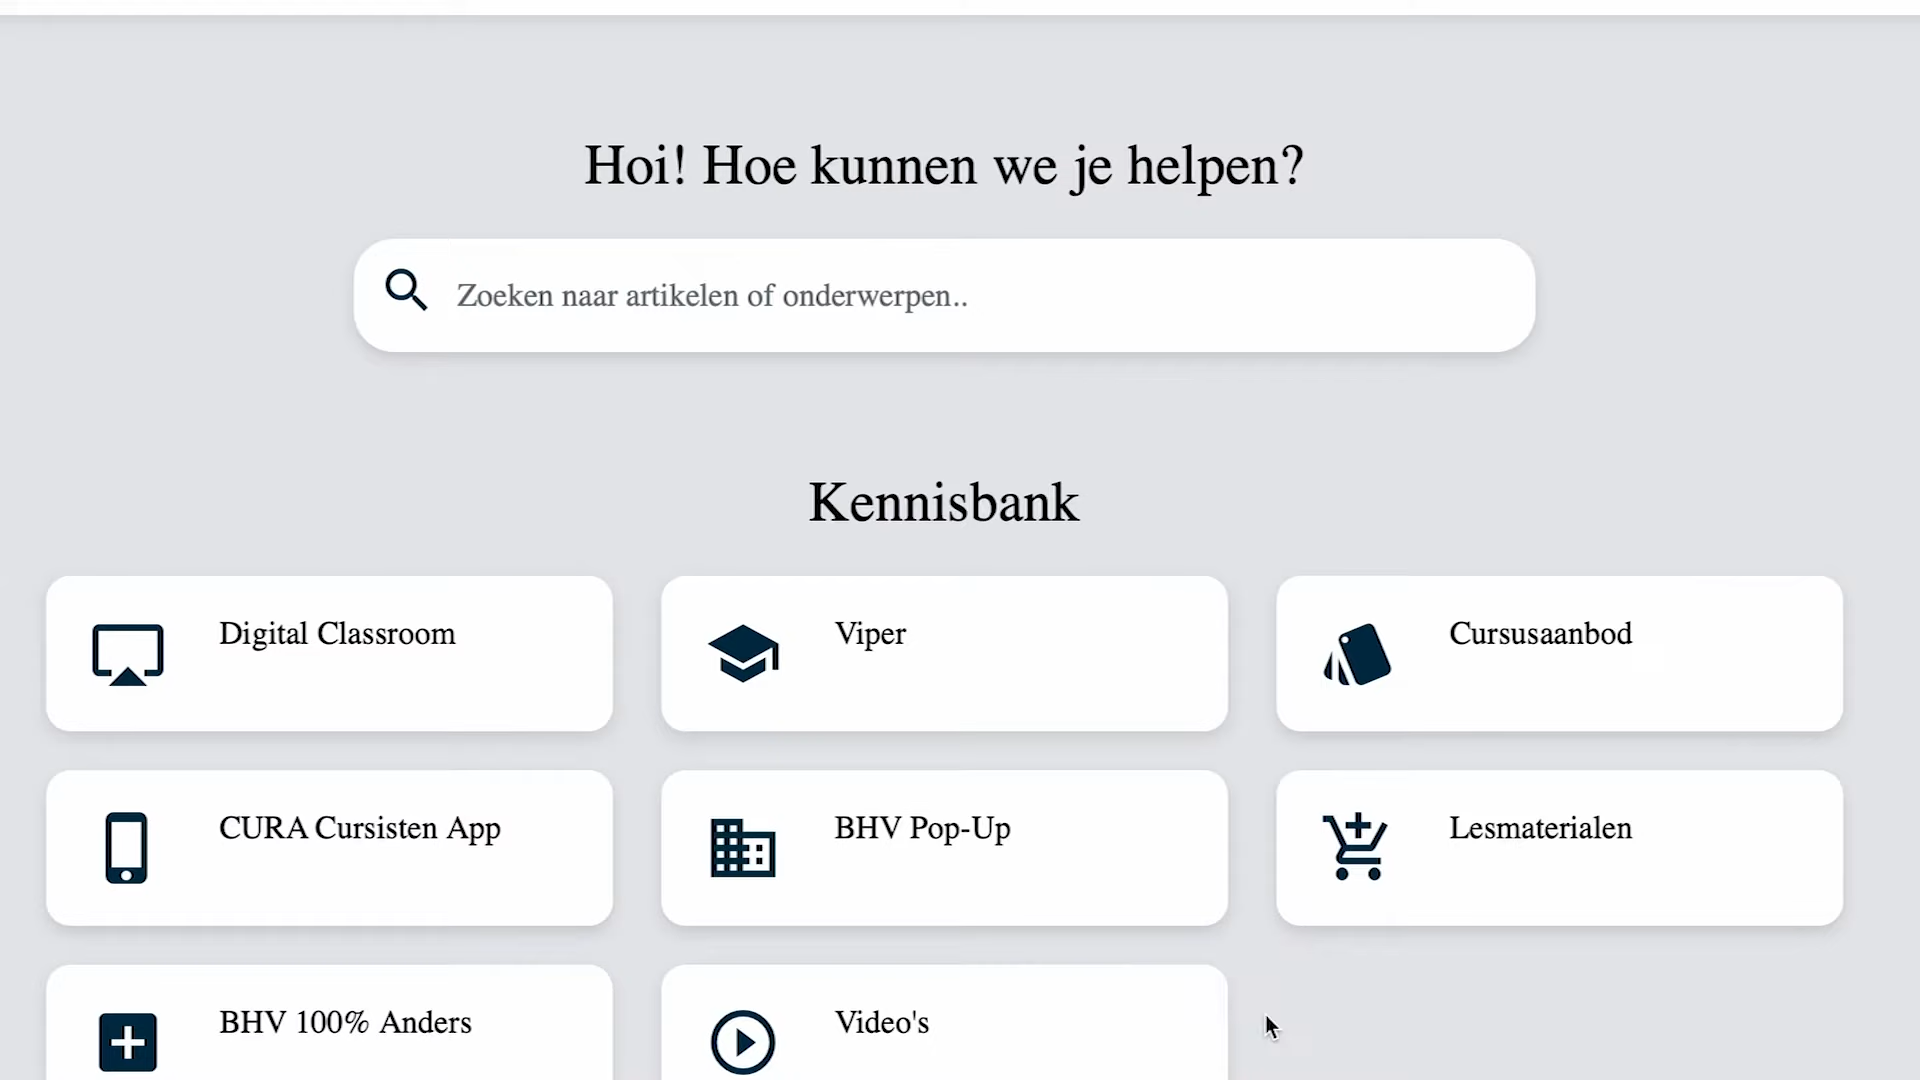 Hoi! Hoe kunnen we je helpen?
Zoeken naar artikelen of onderwerpen..
Kennisbank
Digital Classroom
Viper
Cursusaanbod
CURA Cursisten App
BHV Pop-Up
Lesmaterialen
BHV 100% Anders
Video's